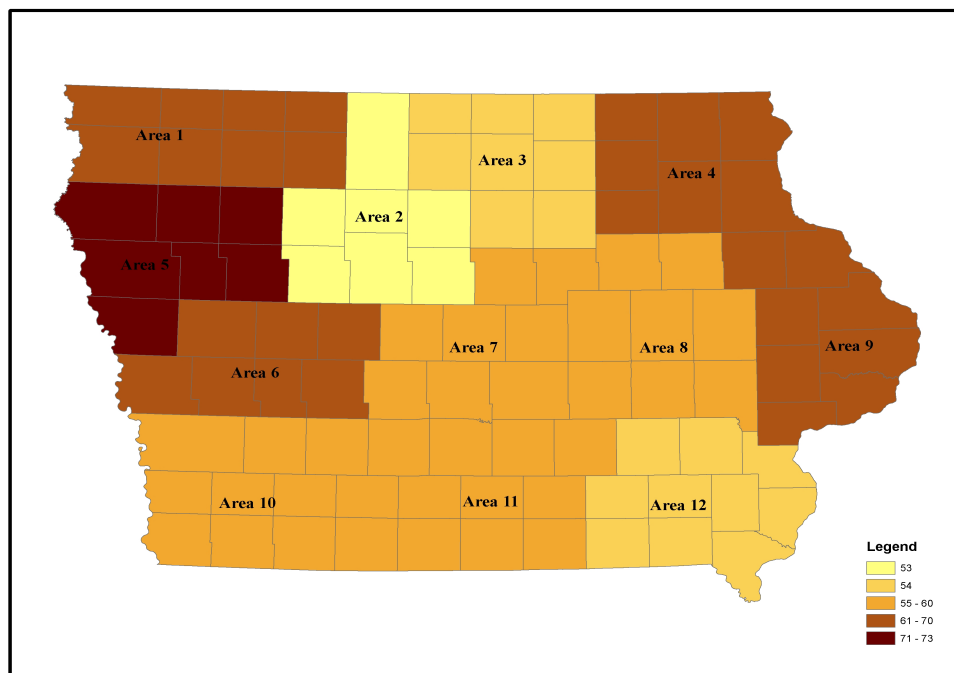 Area 1
Area 2
Area 3
Area 4
Area 5
Area 6
Area 7
Area 8
Area 9
Area 10
Area 11
Area 12
Legend
53
54
55 - 60
61 - 70
71 - 73